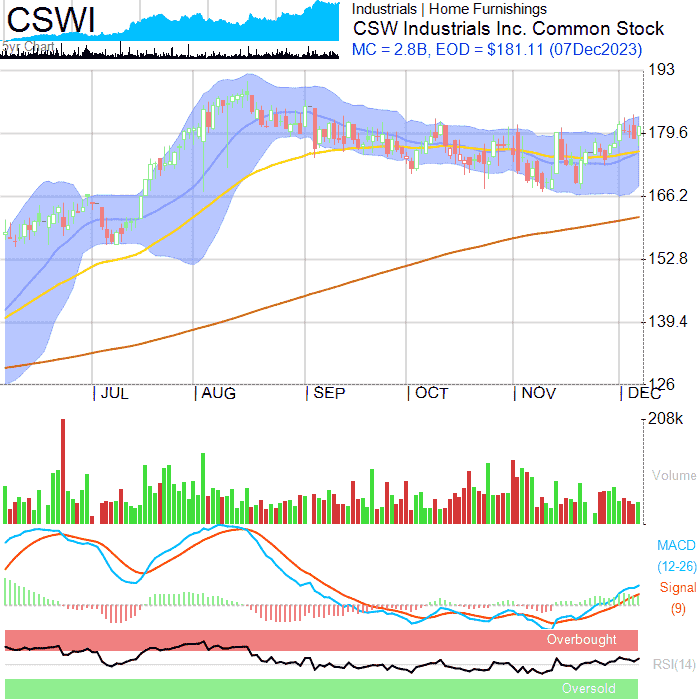 CSWI
5yr Chart
Industrials | Home Furnishings
CSW Industrials Inc. Common Stock
MC = 2.8B, EOD = $181.11 (07Dec2023)
193
179.6
166.2
152.8
139.4
126
JUL AUG SEP OCT NOV DEC
208k
Volume
MACD
(12-26)
Signal
(9)
Overbought
RSI(14)
Oversold